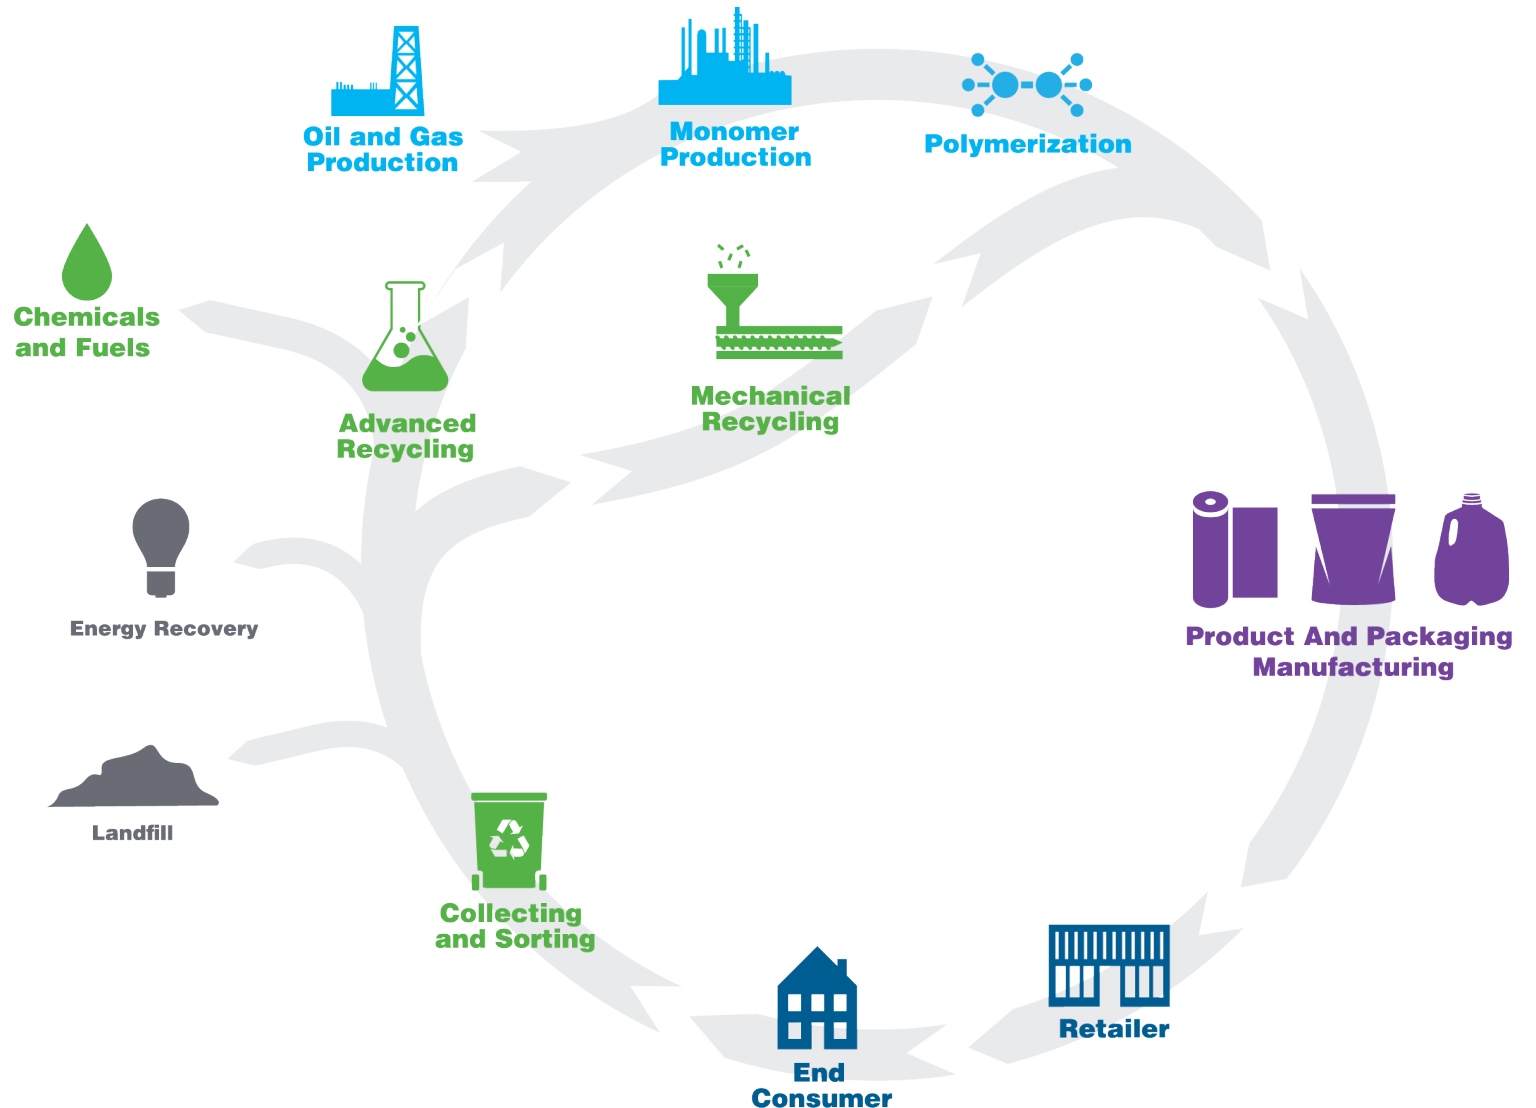 Oil and Gas
Production
Monomer
Production
Polymerization
Chemicals
and Fuels
Advanced
Recycling
Mechanical
Recycling
Energy Recovery
Product And Packaging
Manufacturing
Landfill
Collecting
and Sorting
Retailer
End
Consumer